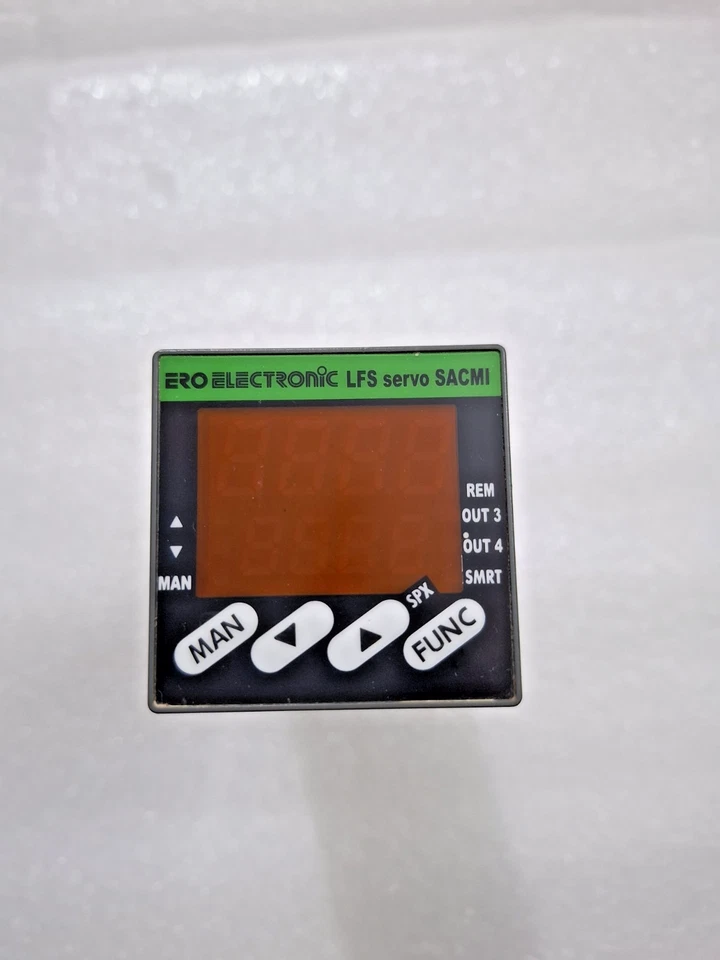 ERO ELECTRONIC LFS servo SACMI
REM
OUT 3
OUT 4
MAN
SMRT
SPX
MAN
FUNC